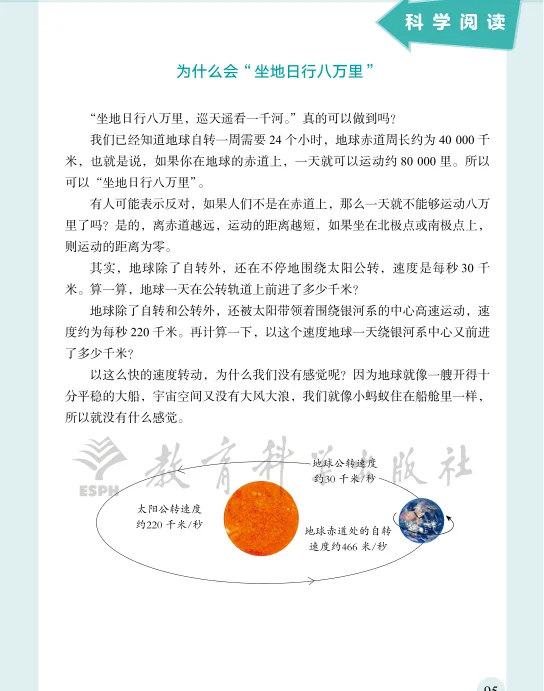 科学阅读
为什么会“坐地日行八万里”
“坐地日行八万里，巡天遥看一千河。”真的可以做到吗？
我们已经知道地球自转一周需要 24 个小时，地球赤道周长约为 40 000 千
米，也就是说，如果你在地球的赤道上，一天就可以运动约 80 000 里。所以
可以“坐地日行八万里”。
有人可能表示反对，如果人们不是在赤道上，那么一天就不能够运动八万
里了吗？是的，离赤道越远，运动的距离越短，如果坐在北极点或南极点上，
则运动的距离为零。
其实，地球除了自转外，还在不停地围绕太阳公转，速度是每秒 30 千
米。算一算，地球一天在公转轨道上前进了多少千米？
地球除了自转和公转外，还被太阳带领着围绕银河系的中心高速运动，速
度约为每秒 220 千米。再计算一下，以这个速度地球一天绕银河系中心又前进
了多少千米？
以这么快的速度转动，为什么我们没有感觉呢？因为地球就像一艘开得十
分平稳的大船，宇宙空间又没有大风大浪，我们就像小蚂蚁住在船舱里一样，
所以就没有什么感觉。
ESPH 教育科学出版社
地球公转速度
约30 千米/秒
太阳公转速度
约220 千米/秒
地球赤道处的自转
速度约466 米/秒